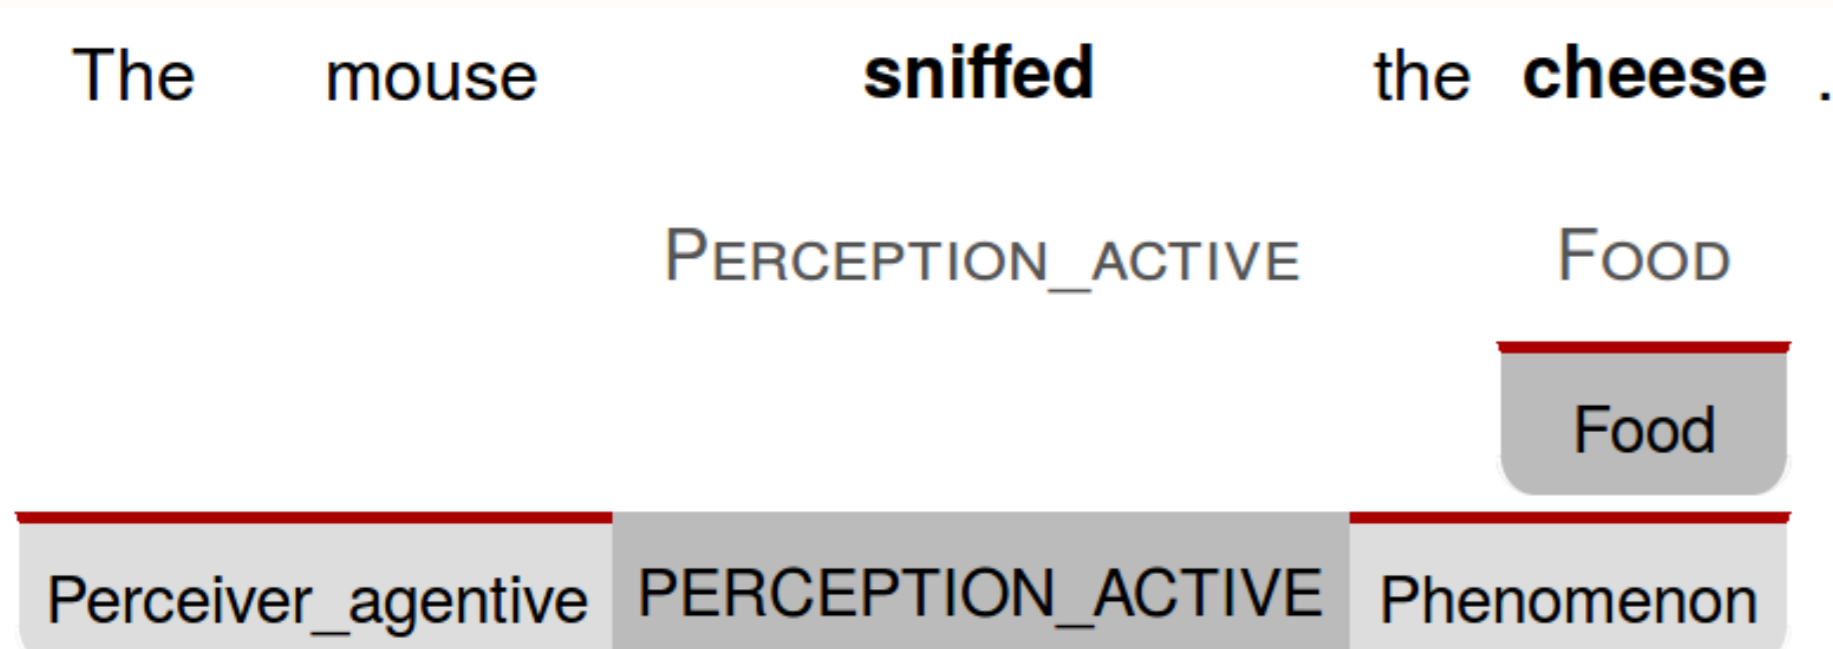 The mouse sniffed the cheese .
PERCEPTION_ACTIVE FOOD
Food
Perceiver_agentive PERCEPTION_ACTIVE Phenomenon